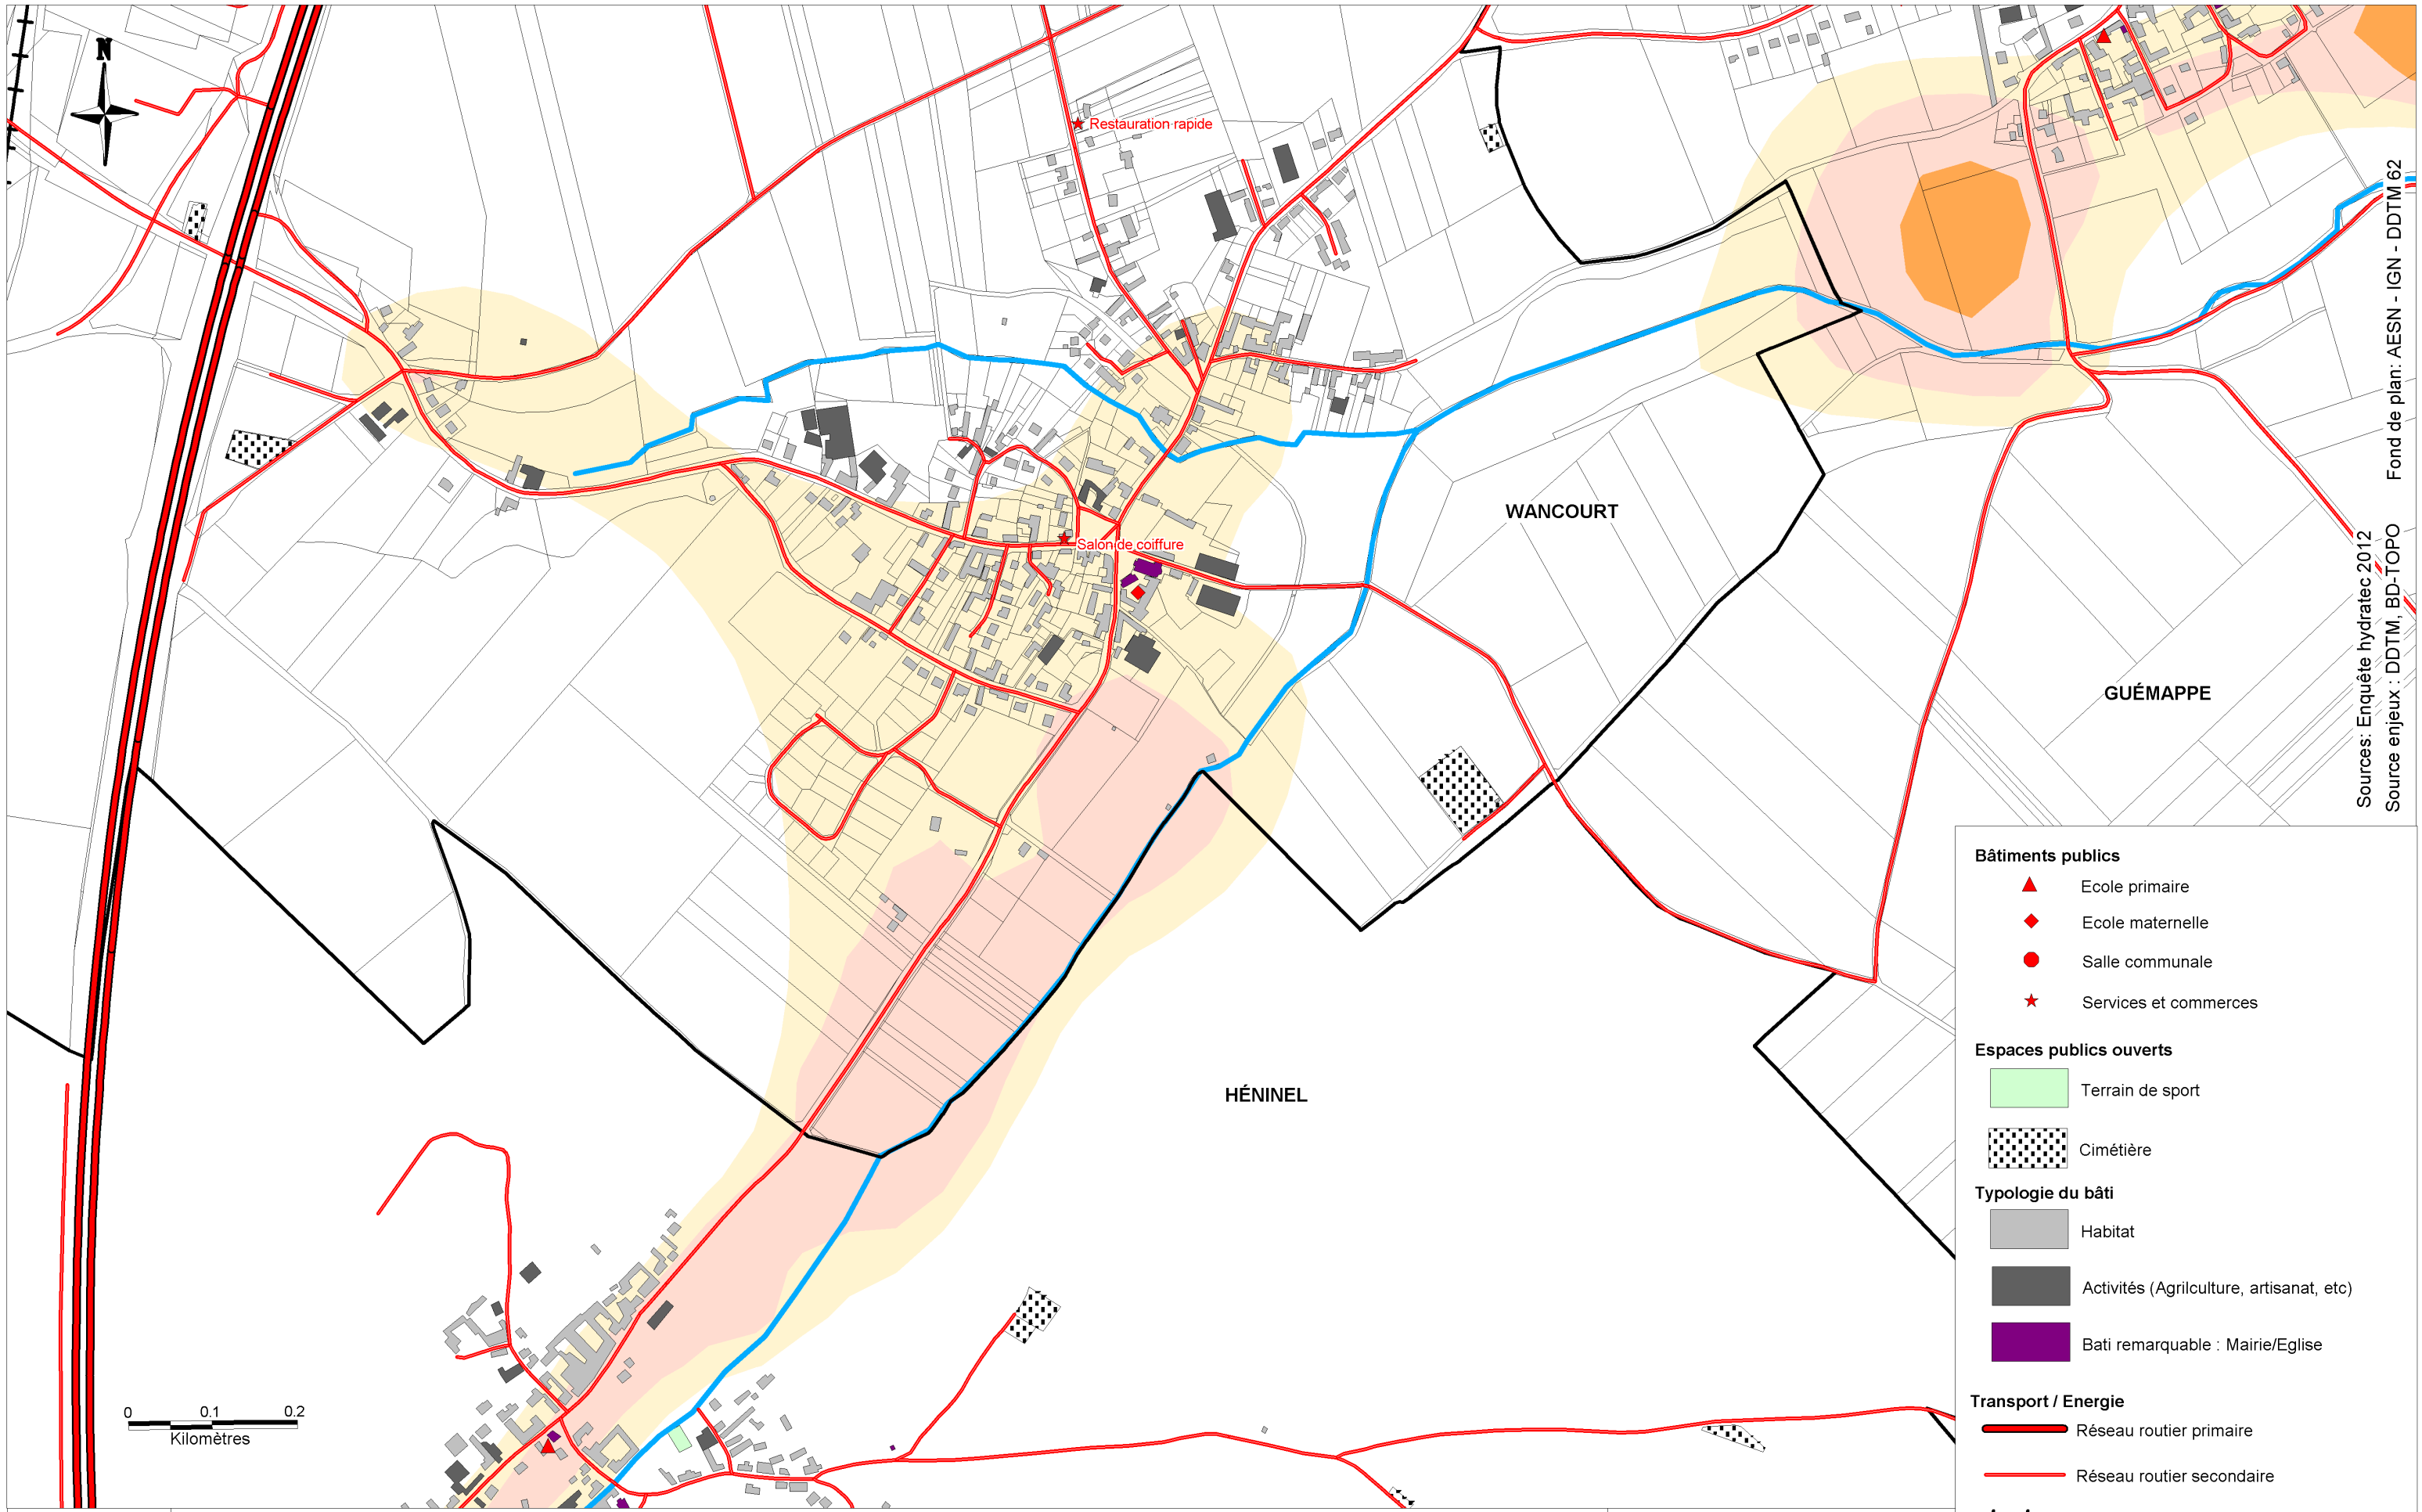 N
Restauration rapide
Salon de coiffure
WANCOURT
GUÉMAPPE
HÉNINEL
Fond de plan: AESN - IGN - DDTM 62
Sources: Enquête hydratec 2012
Source enjeux : DDTM, BD-TOPO
0 0.1 0.2
Kilomètres
Bâtiments publics
Ecole primaire
Ecole maternelle
Salle communale
Services et commerces
Espaces publics ouverts
Terrain de sport
Cimétière
Typologie du bâti
Habitat
Activités (Agrilculture, artisanat, etc)
Bati remarquable : Mairie/Eglise
Transport / Energie
Réseau routier primaire
Réseau routier secondaire